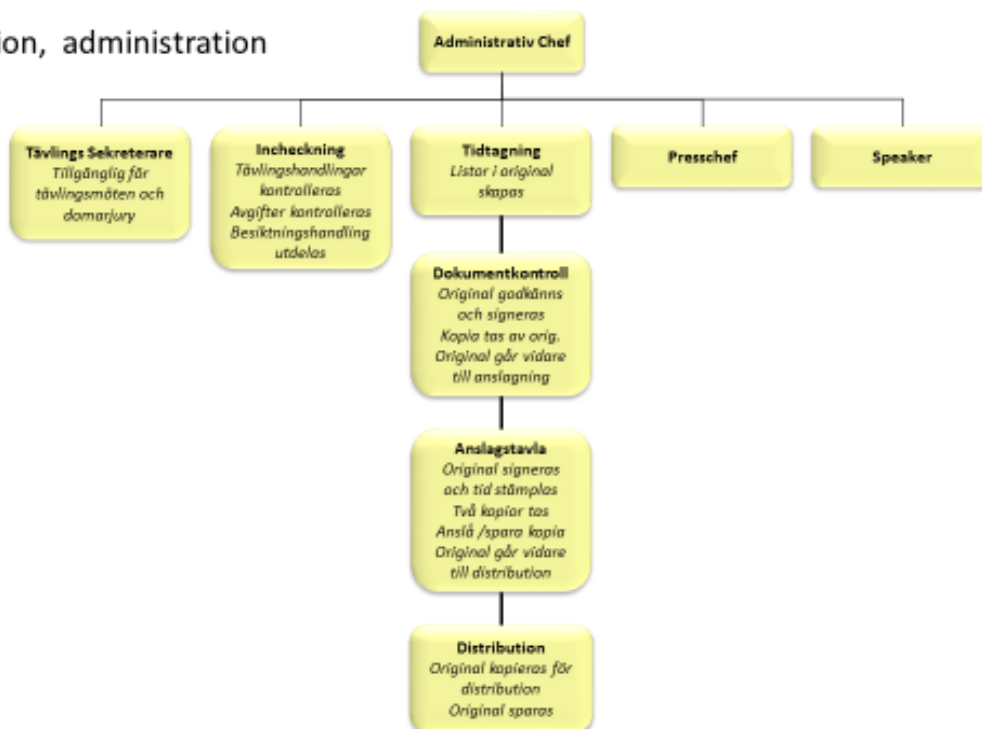 ion, administration
Administrativ Chef
Tävlings Sekreterare
Tillgänglig för
tävlingsmöten och
domarjury
Incheckning
Tävlingshandlingar
kontrolleras
Avgifter kontrolleras
Besiktningshandling
utdelas
Tidtagning
Listor i original
skapas
Presschef
Speaker
Dokumentkontroll
Original godkänns
och signeras
Kopia tas av orig.
Original går vidare
till anslagning
Anslagstavla
Original signeras
och tid stämplas
Två kopior tas
Anslå /spara kopia
Original går vidare
till distribution
Distribution
Original kopieras för
distribution
Original sparas